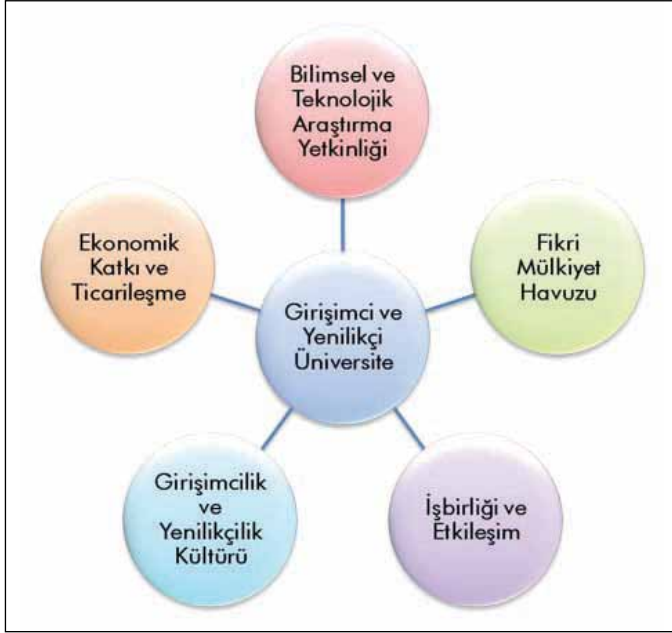 Bilimsel ve
Teknolojik
Araştırma
Yetkinliği
Ekonomik
Katkı ve
Ticarileşme
Fikri
Mülkiyet
Havuzu
Girişimci ve
Yenilikçi
Üniversite
Girişimcilik
ve
Yenilikçilik
Kültürü
İşbirliği ve
Etkileşim